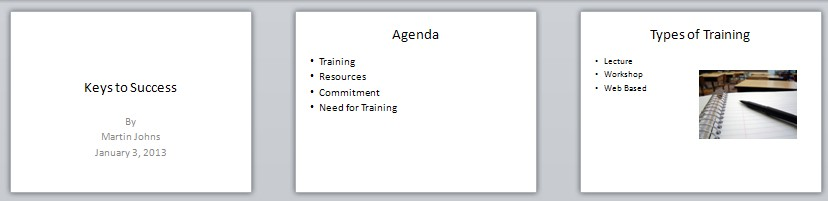 Keys to Success
By
Martin Johns
January 3, 2013
Agenda
• Training
• Resources
• Commitment
• Need for Training
Types of Training
• Lecture
• Workshop
• Web Based